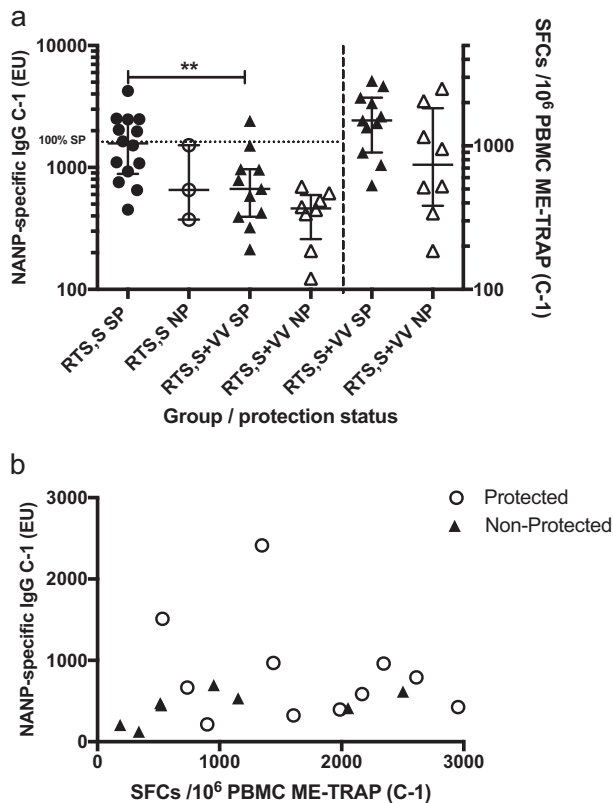 a
NANP-specific IgG C-1 (EU)
10000
1000
100
100% SP
**
1000
100
SFCs /10⁶ PBMC ME-TRAP (C-1)
RTS,S SP
RTS,S NP
RTS,S+VV SP
RTS,S+VV NP
RTS,S+VV SP
RTS,S+VV NP
Group / protection status
b
NANP-specific IgG C-1 (EU)
3000
2000
1000
0
0
1000
2000
3000
SFCs /10⁶ PBMC ME-TRAP (C-1)
Protected
Non-Protected